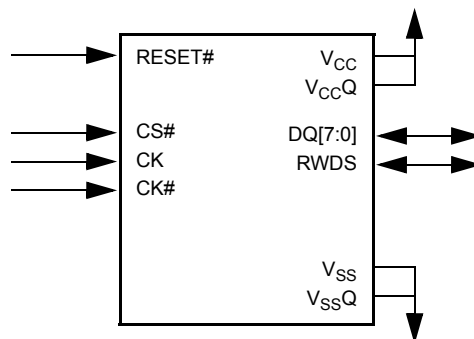 RESET#
CS#
CK
CK#
VCC
VCCQ
DQ[7:0]
RWDS
VSS
VSSQ